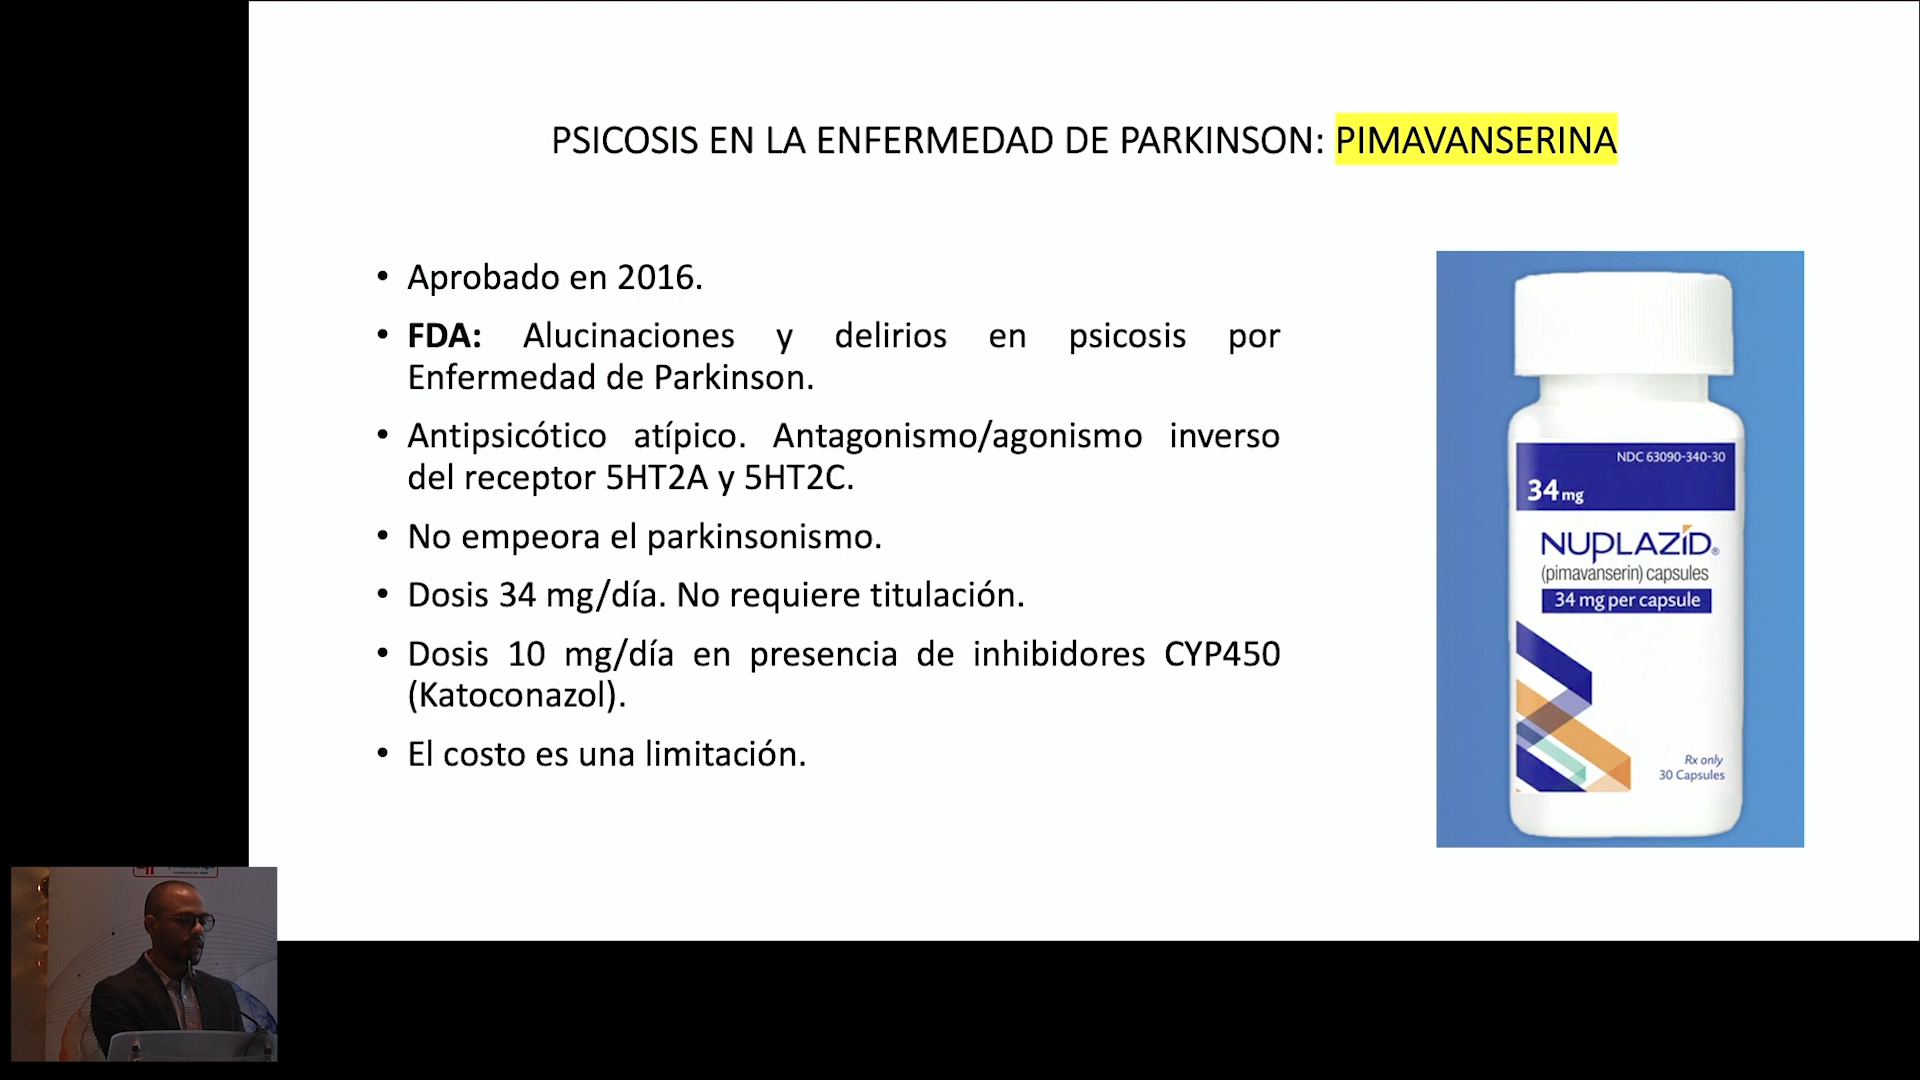 PSICOSIS EN LA ENFERMEDAD DE PARKINSON: PIMAVANSERINA
• Aprobado en 2016.
• FDA: Alucinaciones y delirios en psicosis por
Enfermedad de Parkinson.
• Antipsicótico atípico. Antagonismo/agonismo inverso
del receptor 5HT2A y 5HT2C.
• No empeora el parkinsonismo.
• Dosis 34 mg/día. No requiere titulación.
• Dosis 10 mg/día en presencia de inhibidores CYP450
(Katoconazol).
• El costo es una limitación.
NDC 63090-340-30
34 mg
NUPLAZID®
(pimavanserin) capsules
34 mg per capsule
Rx only
30 Capsules